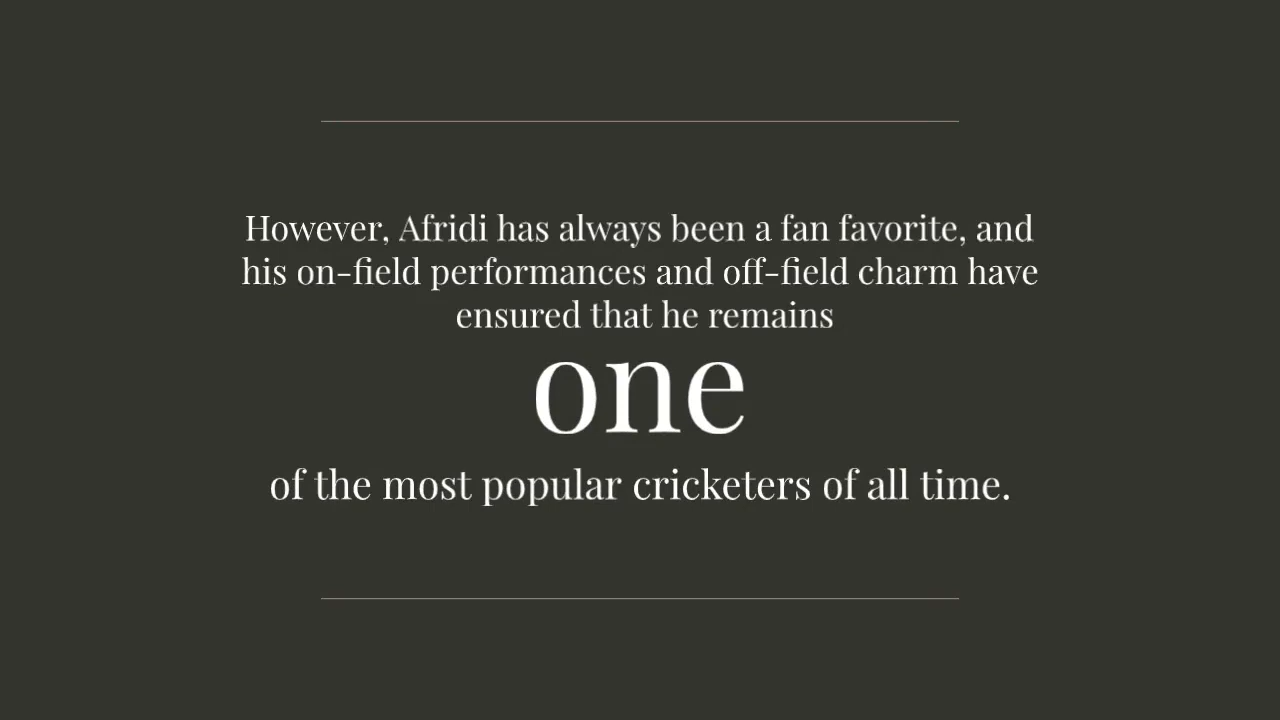 However, Afridi has always been a fan favorite, and
his on-field performances and off-field charm have
ensured that he remains
one
of the most popular cricketers of all time.